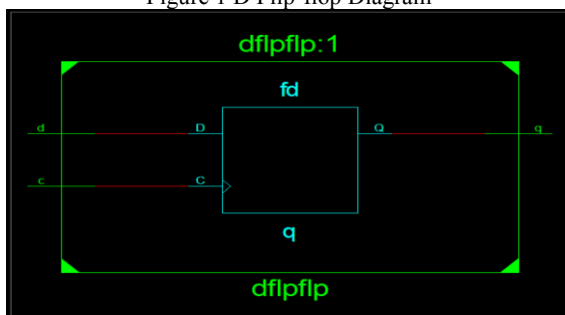 Figure 1 D Flip-flop Diagram
dflpflp:1
fd
d D Q q
c C
q
dflpflp